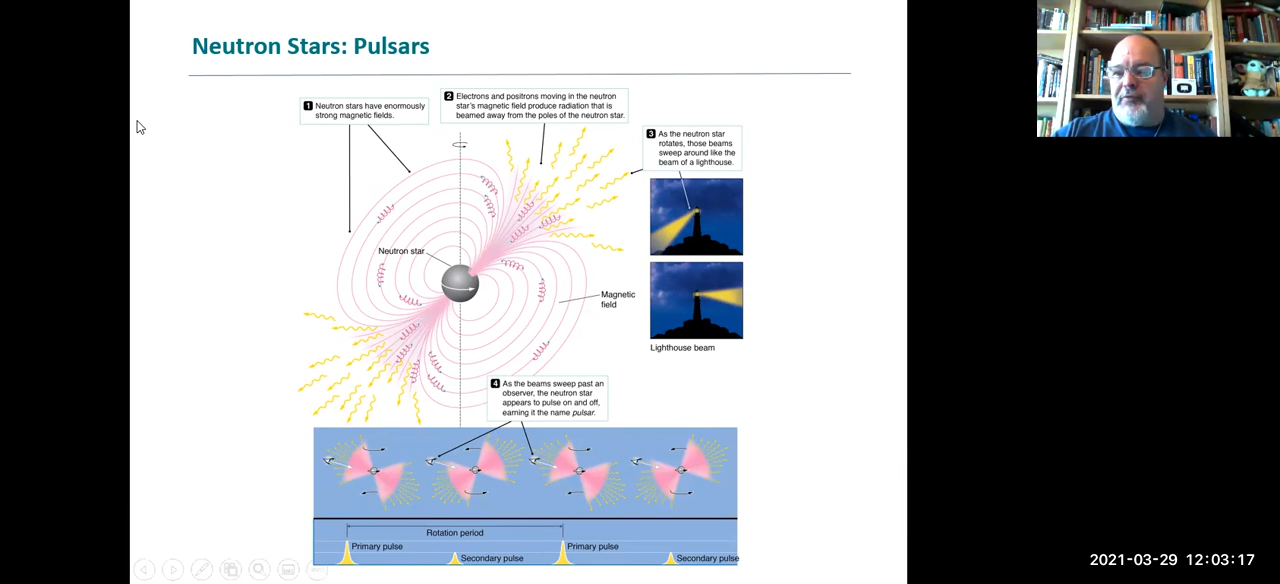 Neutron Stars: Pulsars
1 Neutron stars have enormously
strong magnetic fields.
2 Electrons and positrons moving in the neutron
star's magnetic field produce radiation that is
beamed away from the poles of the neutron star.
3 As the neutron star
rotates, those beams
sweep around like the
beam of a lighthouse.
Neutron star
Magnetic
field
Lighthouse beam
4 As the beams sweep past an
observer, the neutron star
appears to pulse on and off,
earning it the name pulsar.
Rotation period
Primary pulse
Secondary pulse
Primary pulse
Secondary pulse
2021-03-29 12:03:17